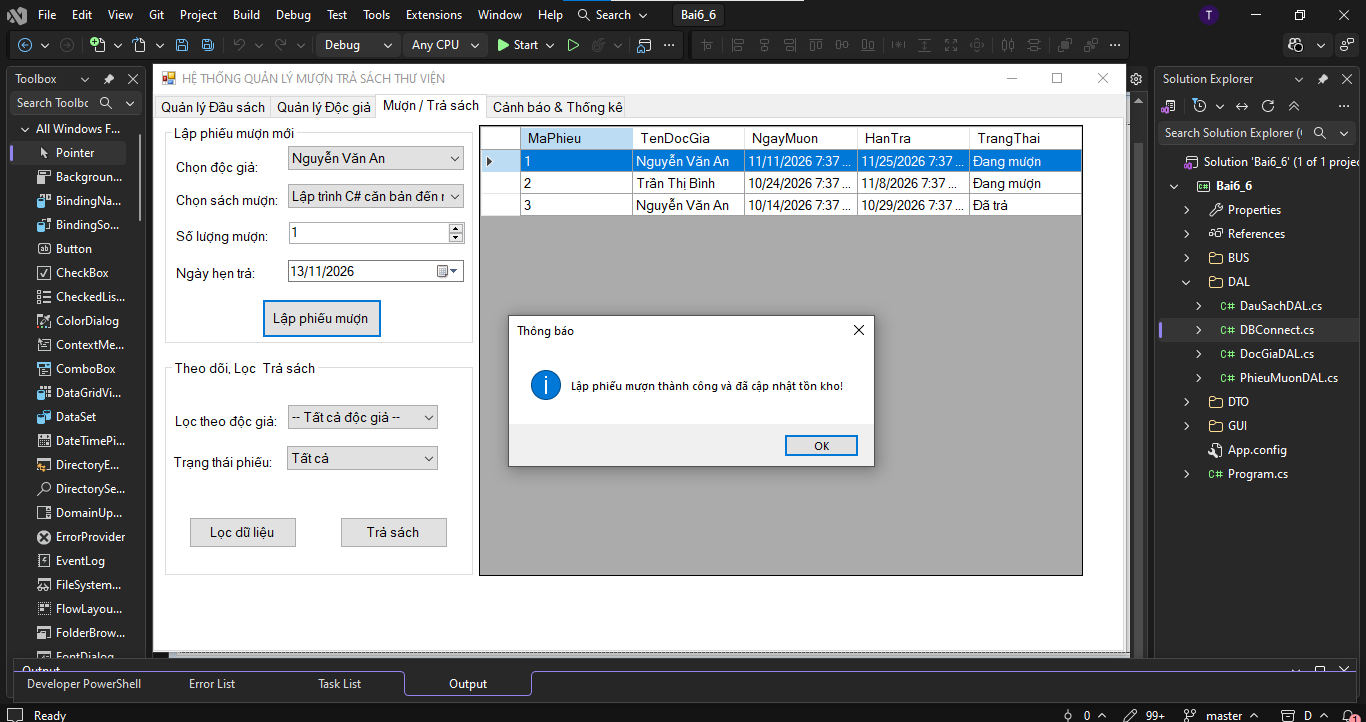 File Edit View Git Project Build Debug Test Tools Extensions Window Help Search Bai6_6 T
Debug Any CPU Start
Toolbox
Search Toolbc
All Windows F...
Pointer
Backgroun...
BindingNa...
BindingSo...
Button
CheckBox
CheckedLis...
ColorDialog
ContextMe...
ComboBox
DataGridVi...
DataSet
DateTimePi...
DirectoryE...
DirectorySe...
DomainUp...
ErrorProvider
EventLog
FileSystem...
FlowLayou...
FolderBrow...
FontDialog
HỆ THỐNG QUẢN LÝ MƯỢN TRẢ SÁCH THƯ VIỆN
Quản lý Đầu sách Quản lý Độc giả Mượn / Trả sách Cảnh báo & Thống kê
Lập phiếu mượn mới
Chọn độc giả: Nguyễn Văn An
Chọn sách mượn: Lập trình C# căn bản đến r
Số lượng mượn: 1
Ngày hẹn trả: 13/11/2026
Lập phiếu mượn
Theo dõi, Lọc Trả sách
Lọc theo độc giả: -- Tất cả độc giả --
Trạng thái phiếu: Tất cả
Lọc dữ liệu Trả sách
MaPhieu TenDocGia NgayMuon HanTra TrangThai
1 Nguyễn Văn An 11/11/2026 7:37 ... 11/25/2026 7:37 ... Đang mượn
2 Trần Thị Bình 10/24/2026 7:37 ... 11/8/2026 7:37 ... Đang mượn
3 Nguyễn Văn An 10/14/2026 7:37 ... 10/29/2026 7:37 ... Đã trả
Thông báo
Lập phiếu mượn thành công và đã cập nhật tồn kho!
OK
Solution Explorer
Search Solution Explorer (
Solution 'Bai6_6' (1 of 1 projec
Bai6_6
Properties
References
BUS
DAL
C# DauSachDAL.cs
C# DBConnect.cs
C# DocGiaDAL.cs
C# PhieuMuonDAL.cs
DTO
GUI
App.config
C# Program.cs
Output
Developer PowerShell Error List Task List Output
Ready 0 99+ master D 1